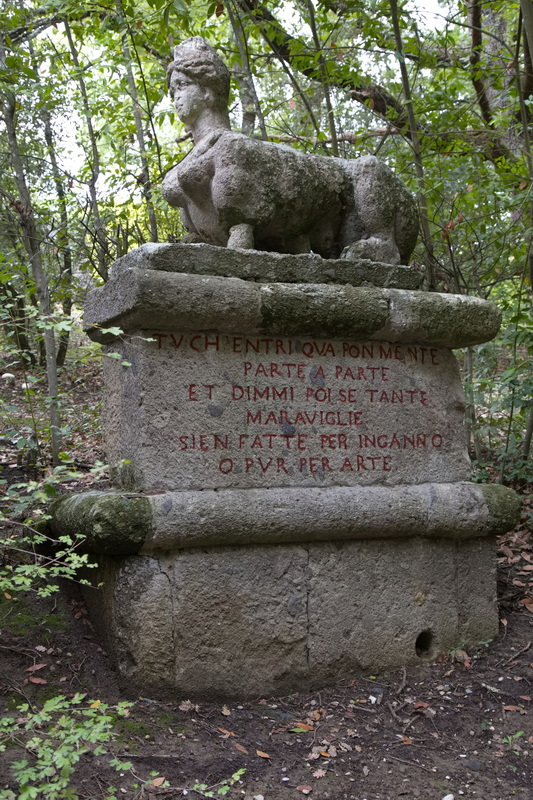 TV CH'ENTRI QVA PON MENTE
PARTE A PARTE
ET DIMMI POI SE TANTE
MARAVIGLIE
SIEN FATTE PER INGANNO
O PVR PER ARTE